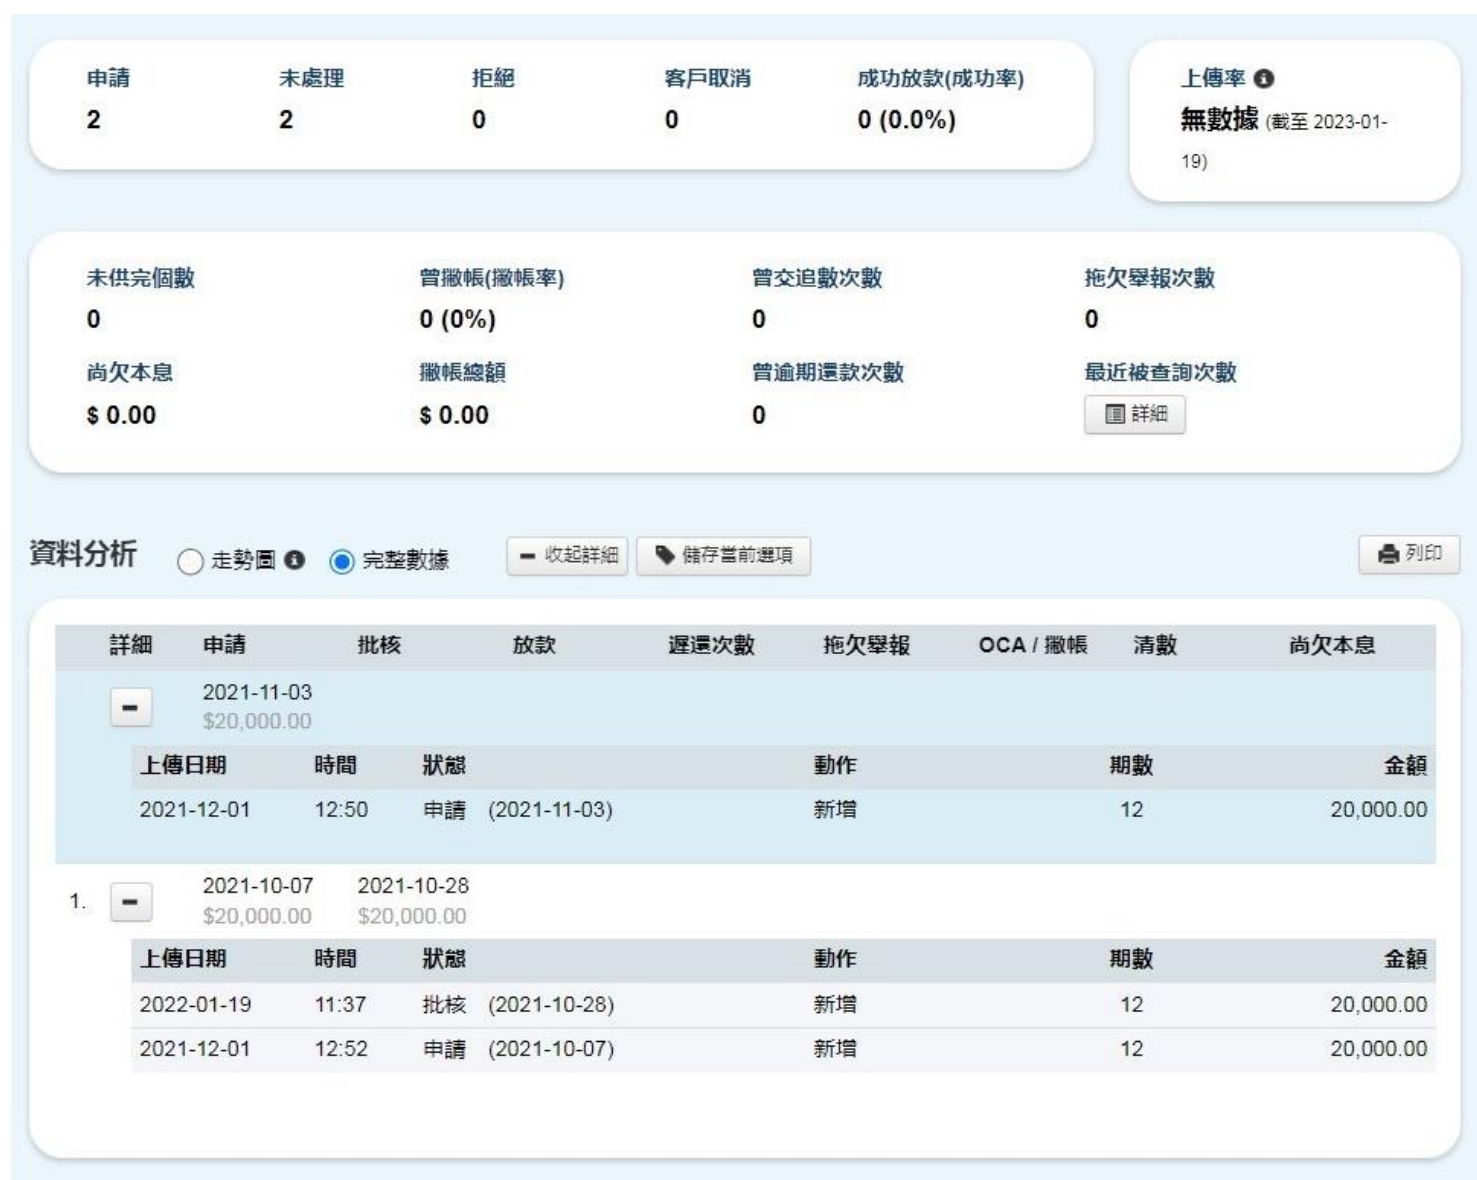 申請 未處理 拒絕 客戶取消 成功放款(成功率)
2 2 0 0 0 (0.0%)
上傳率
無數據 (截至 2023-01-
19)
未供完個數 曾撇帳(撇帳率) 曾交追數次數 拖欠舉報次數
0 0 (0%) 0 0
尚欠本息 撇帳總額 曾逾期還款次數 最近被查詢次數
$ 0.00 $ 0.00 0 詳細
資料分析 走勢圖 完整數據 收起詳細 儲存當前選項 列印
詳細 申請 批核 放款 遲還次數 拖欠舉報 OCA / 撇帳 清數 尚欠本息
2021-11-03
$20,000.00
上傳日期 時間 狀態 動作 期數 金額
2021-12-01 12:50 申請 (2021-11-03) 新增 12 20,000.00
1. 2021-10-07 2021-10-28
$20,000.00 $20,000.00
上傳日期 時間 狀態 動作 期數 金額
2022-01-19 11:37 批核 (2021-10-28) 新增 12 20,000.00
2021-12-01 12:52 申請 (2021-10-07) 新增 12 20,000.00